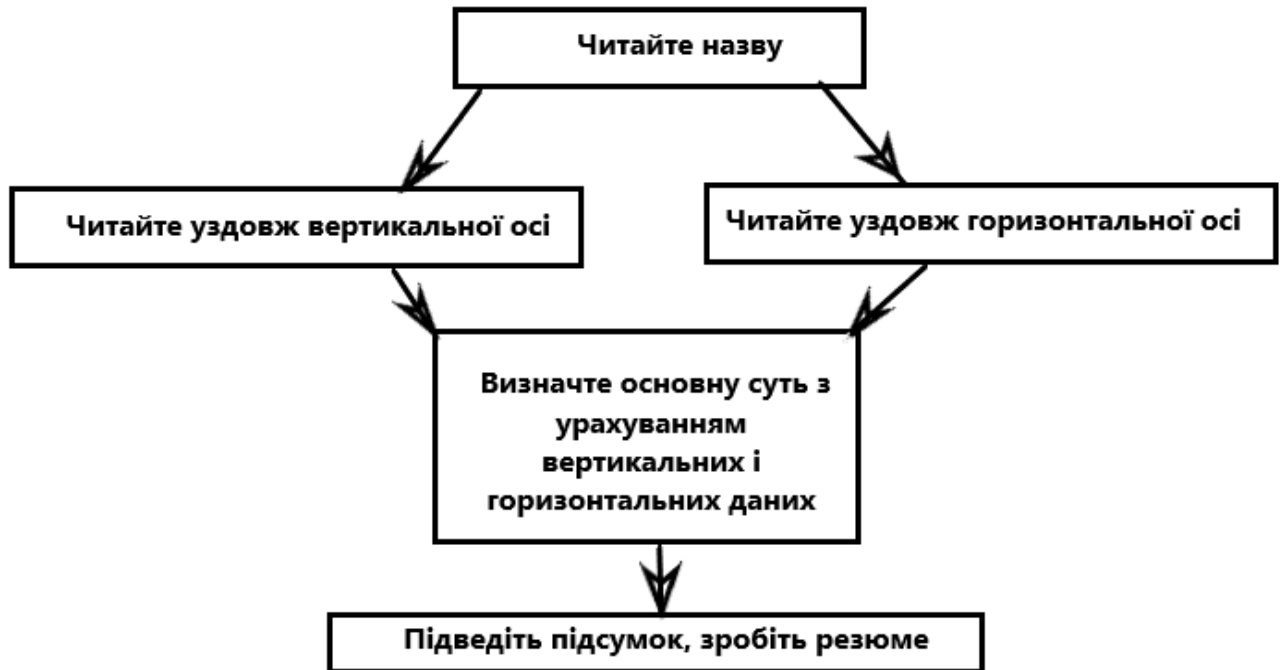 Читайте назву
Читайте уздовж вертикальної осі
Читайте уздовж горизонтальної осі
Визначте основну суть з
урахуванням
вертикальних і
горизонтальних даних
Підведіть підсумок, зробіть резюме